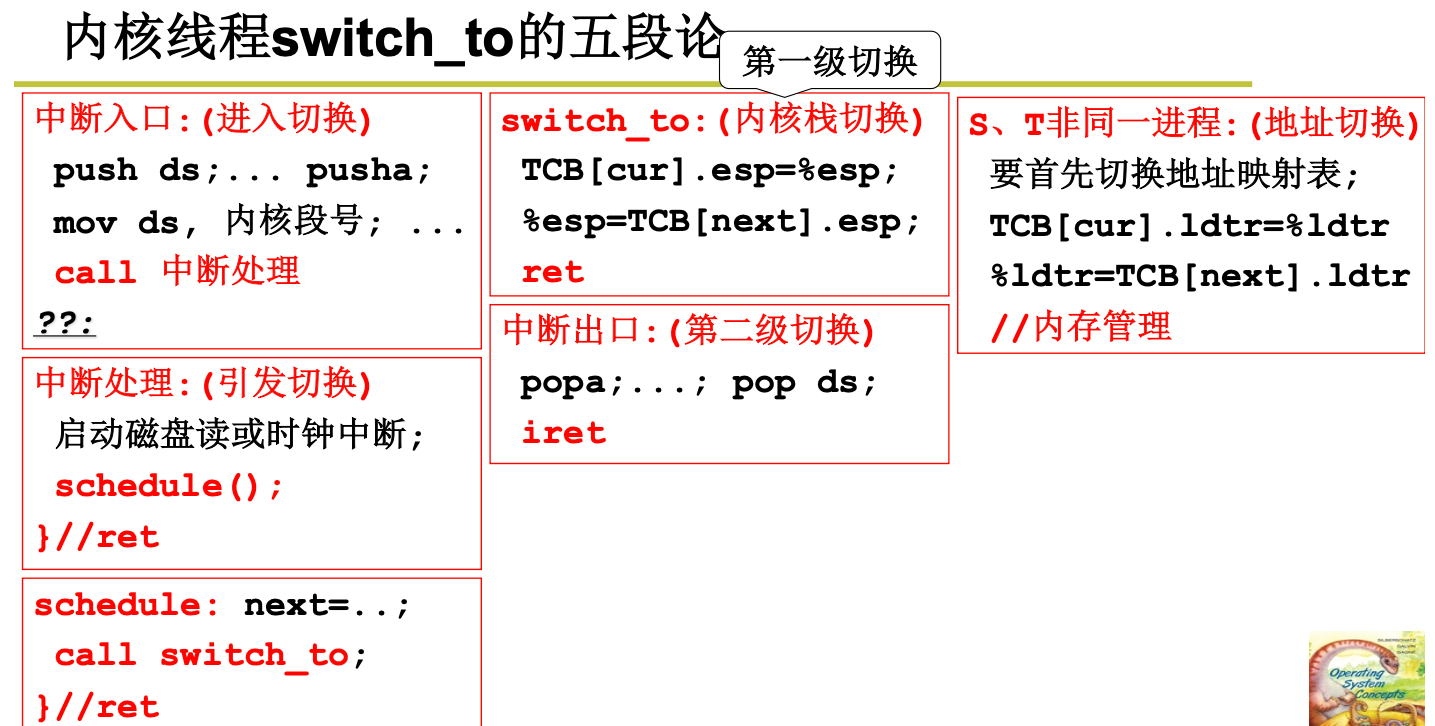 内核线程switch_to的五段论
第一级切换
中断入口:(进入切换)
push ds;... pusha;
mov ds, 内核段号; ...
call 中断处理
??:
中断处理:(引发切换)
启动磁盘读或时钟中断;
schedule();
}//ret
schedule: next=..;
call switch_to;
}//ret
switch_to:(内核栈切换)
TCB[cur].esp=%esp;
%esp=TCB[next].esp;
ret
中断出口:(第二级切换)
popa;...; pop ds;
iret
S、T非同一进程:(地址切换)
要首先切换地址映射表;
TCB[cur].ldtr=%ldtr
%ldtr=TCB[next].ldtr
//内存管理
SILBERSCHATZ
GALVIN
GAGNE
Operating
System
Concepts